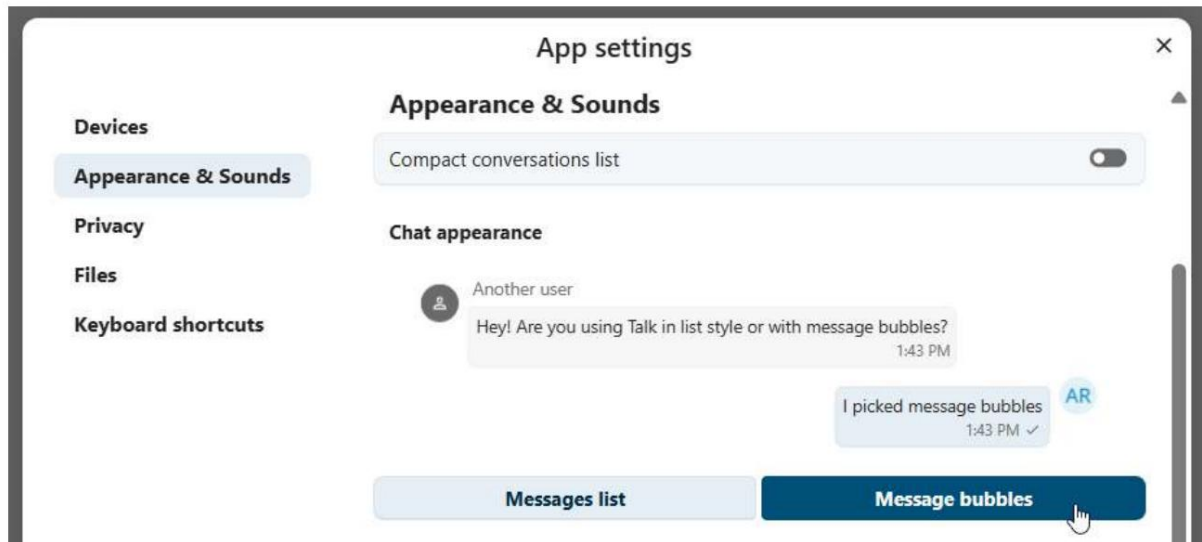 App settings
Devices
Appearance & Sounds
Privacy
Files
Keyboard shortcuts
Appearance & Sounds
Compact conversations list
Chat appearance
Another user
Hey! Are you using Talk in list style or with message bubbles?
1:43 PM
AR
I picked message bubbles
1:43 PM
Messages list
Message bubbles